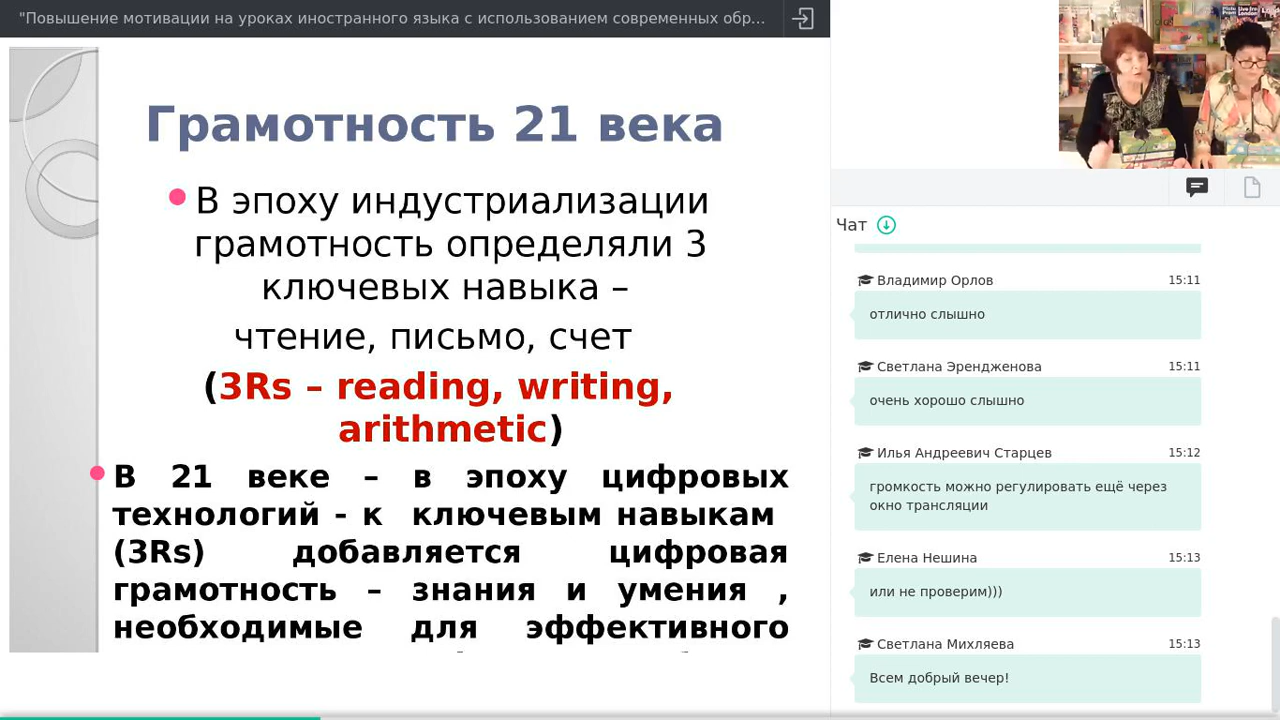 "Повышение мотивации на уроках иностранного языка с использованием современных обр...
Грамотность 21 века
В эпоху индустриализации
грамотность определяли 3
ключевых навыка –
чтение, письмо, счет
(3Rs – reading, writing,
arithmetic)
В 21 веке – в эпоху цифровых
технологий - к ключевым навыкам
(3Rs) добавляется цифровая
грамотность – знания и умения ,
необходимые для эффективного
Чат
Владимир Орлов 15:11
отлично слышно
Светлана Эрендженова 15:11
очень хорошо слышно
Илья Андреевич Старцев 15:12
громкость можно регулировать ещё через
окно трансляции
Елена Нешина 15:13
или не проверим)))
Светлана Михляева 15:13
Всем добрый вечер!